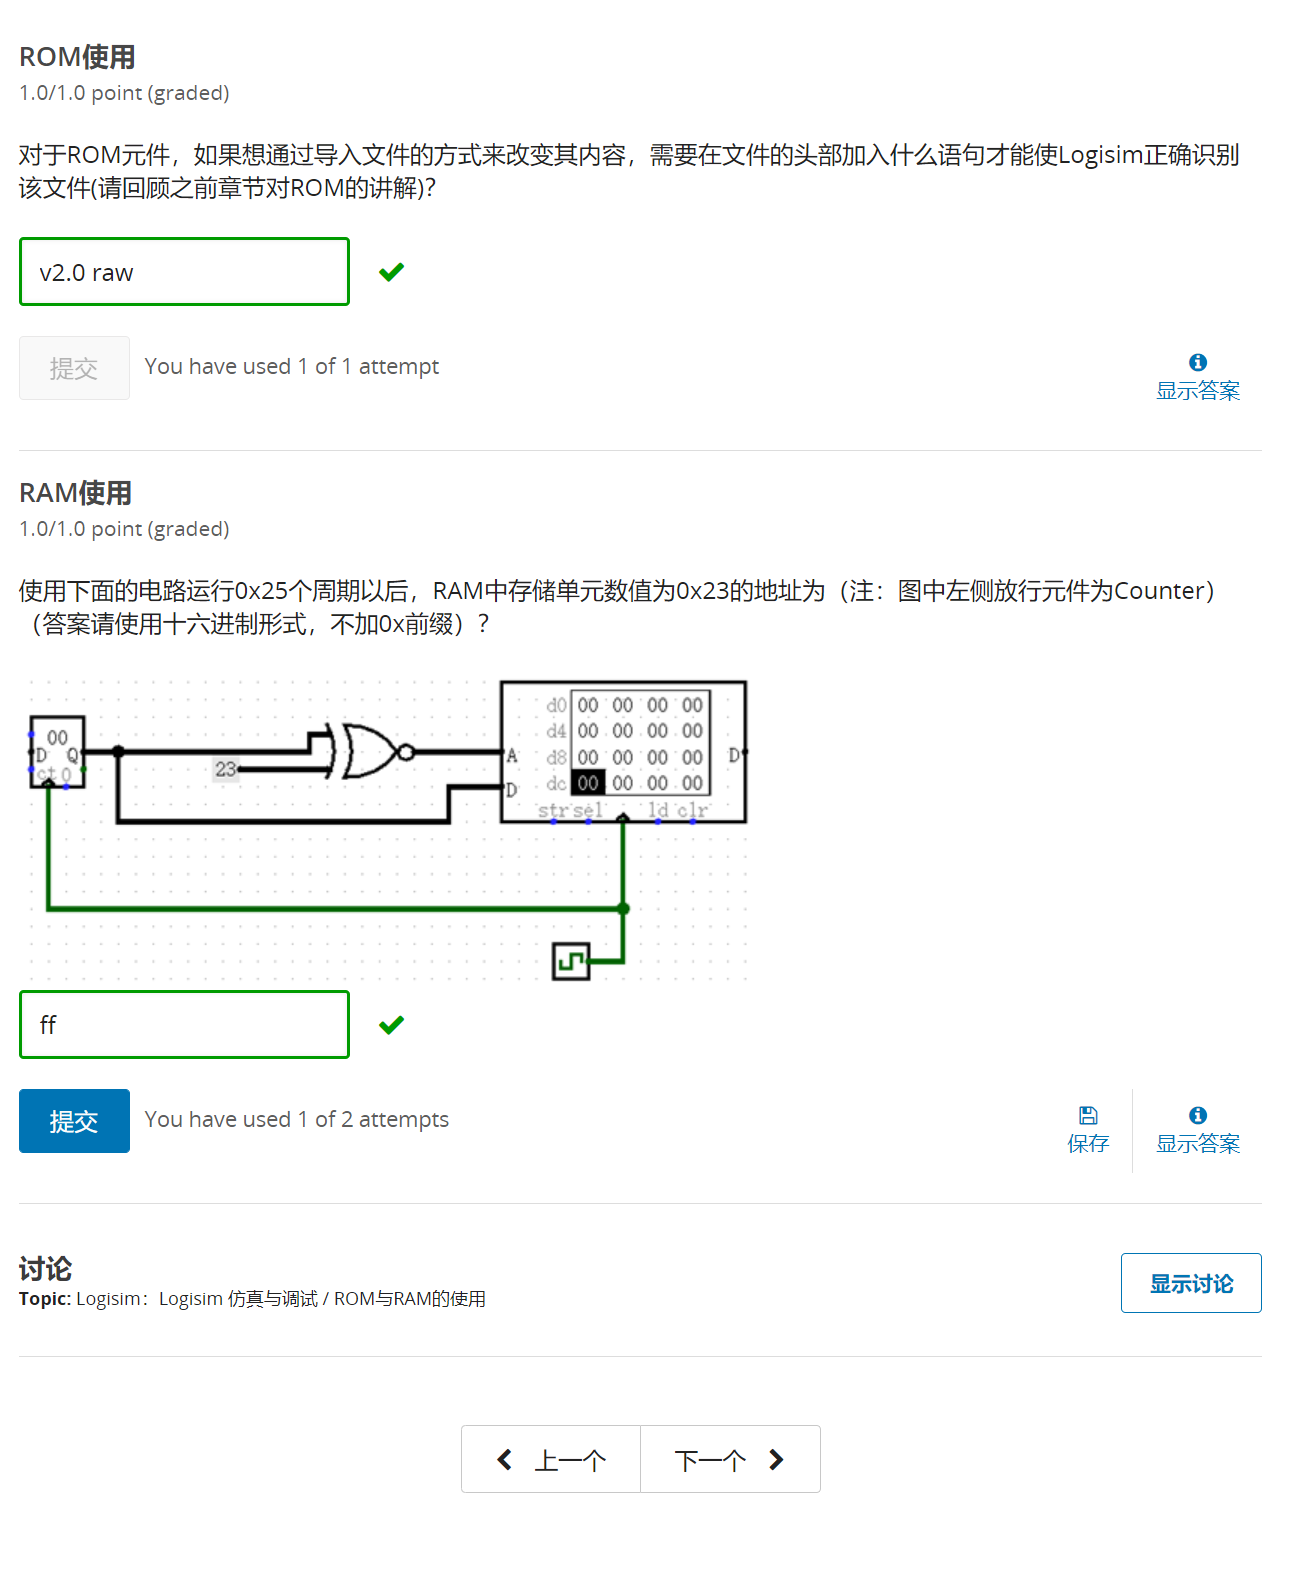 ROM使用
1.0/1.0 point (graded)
对于ROM元件，如果想通过导入文件的方式来改变其内容，需要在文件的头部加入什么语句才能使Logisim正确识别
该文件(请回顾之前章节对ROM的讲解)?
v2.0 raw
提交 You have used 1 of 1 attempt
显示答案
RAM使用
1.0/1.0 point (graded)
使用下面的电路运行0x25个周期以后，RAM中存储单元数值为0x23的地址为（注：图中左侧放行元件为Counter）
（答案请使用十六进制形式，不加0x前缀）?
d0 00 00 00 00
00 d4 00 00 00 00
D Q 23 A d8 00 00 00 00 D
ct 0 D dc 00 00 00 00
str sel ld clr
ff
提交 You have used 1 of 2 attempts
保存 显示答案
讨论
Topic: Logisim：Logisim 仿真与调试 / ROM与RAM的使用
显示讨论
上一个 下一个